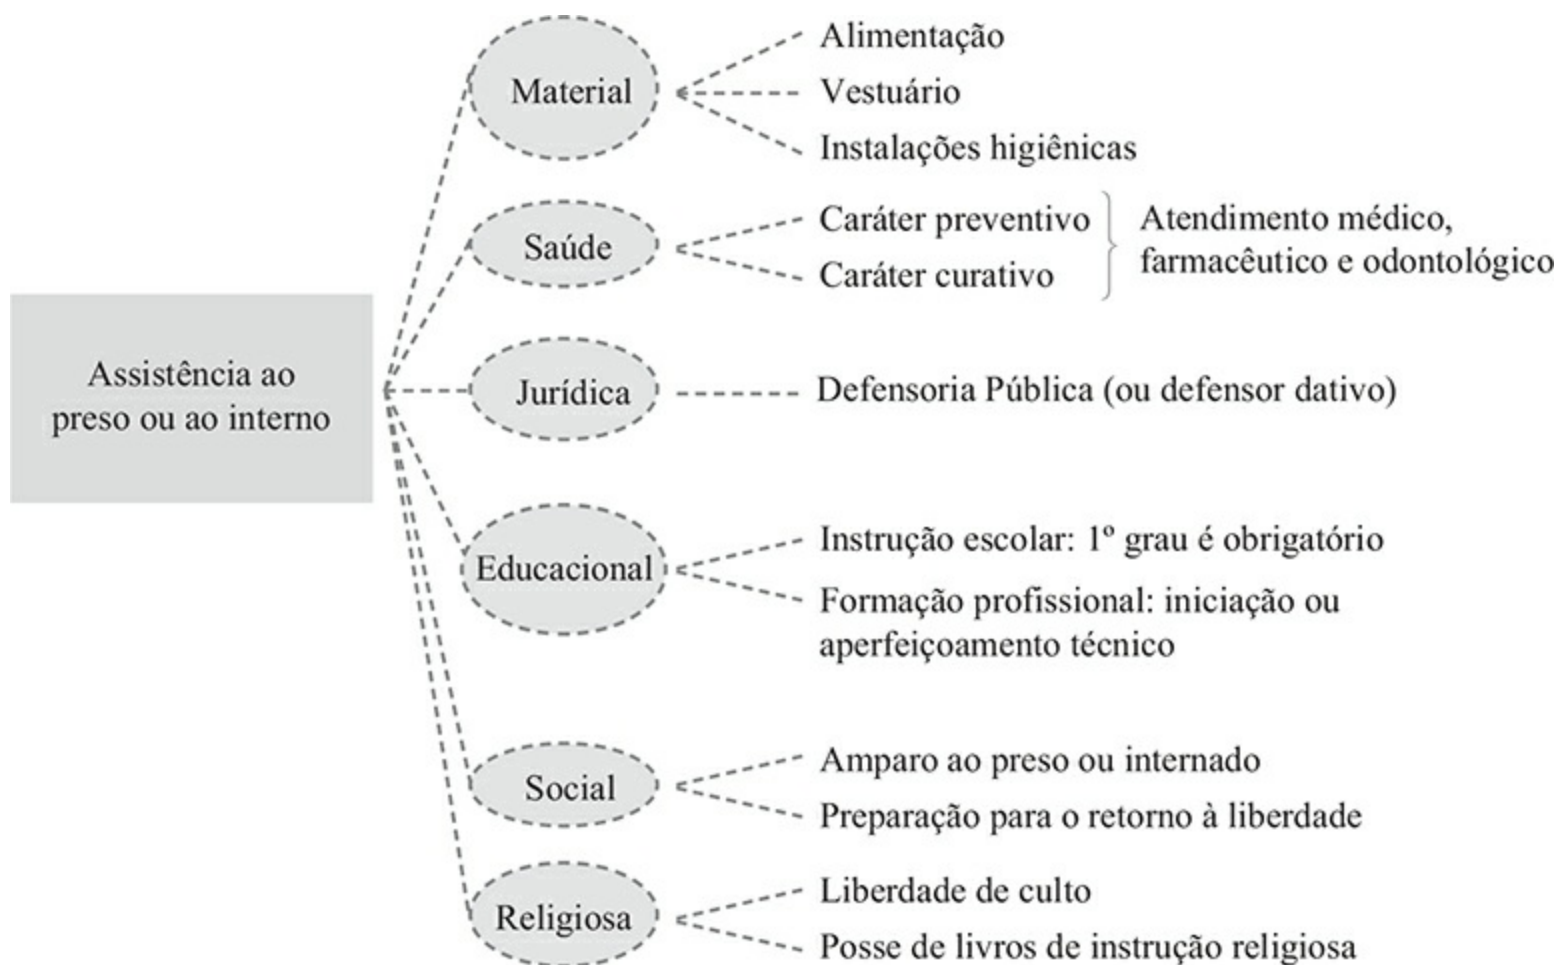 Assistência ao
preso ou ao interno
Material
Alimentação
Vestuário
Instalações higiênicas
Saúde
Caráter preventivo
Caráter curativo
Atendimento médico,
farmacêutico e odontológico
Jurídica
Defensoria Pública (ou defensor dativo)
Educacional
Instrução escolar: 1º grau é obrigatório
Formação profissional: iniciação ou
aperfeiçoamento técnico
Social
Amparo ao preso ou internado
Preparação para o retorno à liberdade
Religiosa
Liberdade de culto
Posse de livros de instrução religiosa